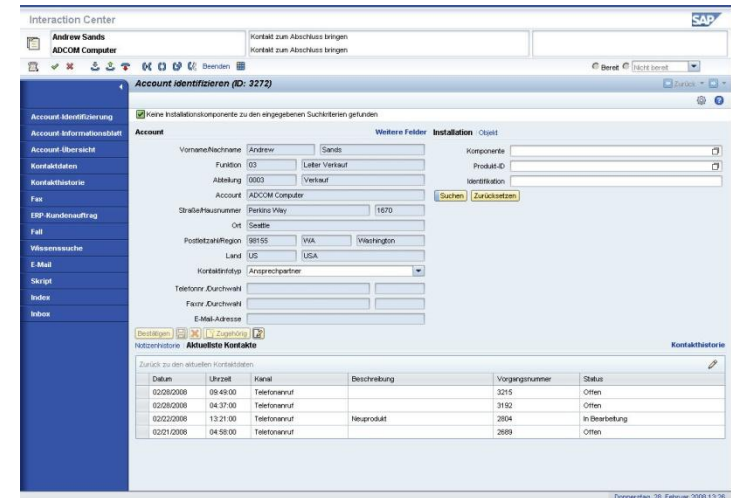 Interaction Center
SAP
Andrew Sands
ADCOM Computer
Kontakt zum Abschluss bringen
Kontakt zum Abschluss bringen
Beenden
Bereit
Nicht bereit
Account identifizieren (ID: 3272)
Zurück
Account-Identifizierung
Account-Informationsblatt
Account-Übersicht
Kontaktdaten
Kontakthistorie
Fax
ERP-Kundenauftrag
Fall
Wissenssuche
E-Mail
Skript
Index
Inbox
Keine Installationskomponente zu den eingegebenen Suchkriterien gefunden
Account
Weitere Felder
Vorname/Nachname Andrew Sands
Funktion 03 Leiter Verkauf
Abteilung 0003 Verkauf
Account ADCOM Computer
Straße/Hausnummer Perkins Way 1670
Ort Seattle
Postleitzahl/Region 98155 WA Washington
Land US USA
Kontaktinfotyp Ansprechpartner
Telefonnr./Durchwahl
Faxnr./Durchwahl
E-Mail-Adresse
Bestätigen Zugehörig
Installation Objekt
Komponente
Produkt-ID
Identifikation
Suchen Zurücksetzen
Notizenhistorie Aktuellste Kontakte
Kontakthistorie
Zurück zu den aktuellen Kontaktdaten
Datum Uhrzeit Kanal Beschreibung Vorgangsnummer Status
02/28/2008 09:49:00 Telefonanruf 3215 Offen
02/28/2008 04:37:00 Telefonanruf 3192 Offen
02/22/2008 13:21:00 Telefonanruf Neuprodukt 2804 In Bearbeitung
02/21/2008 04:58:00 Telefonanruf 2689 Offen
Donnerstag, 28. Februar 2008 13:26